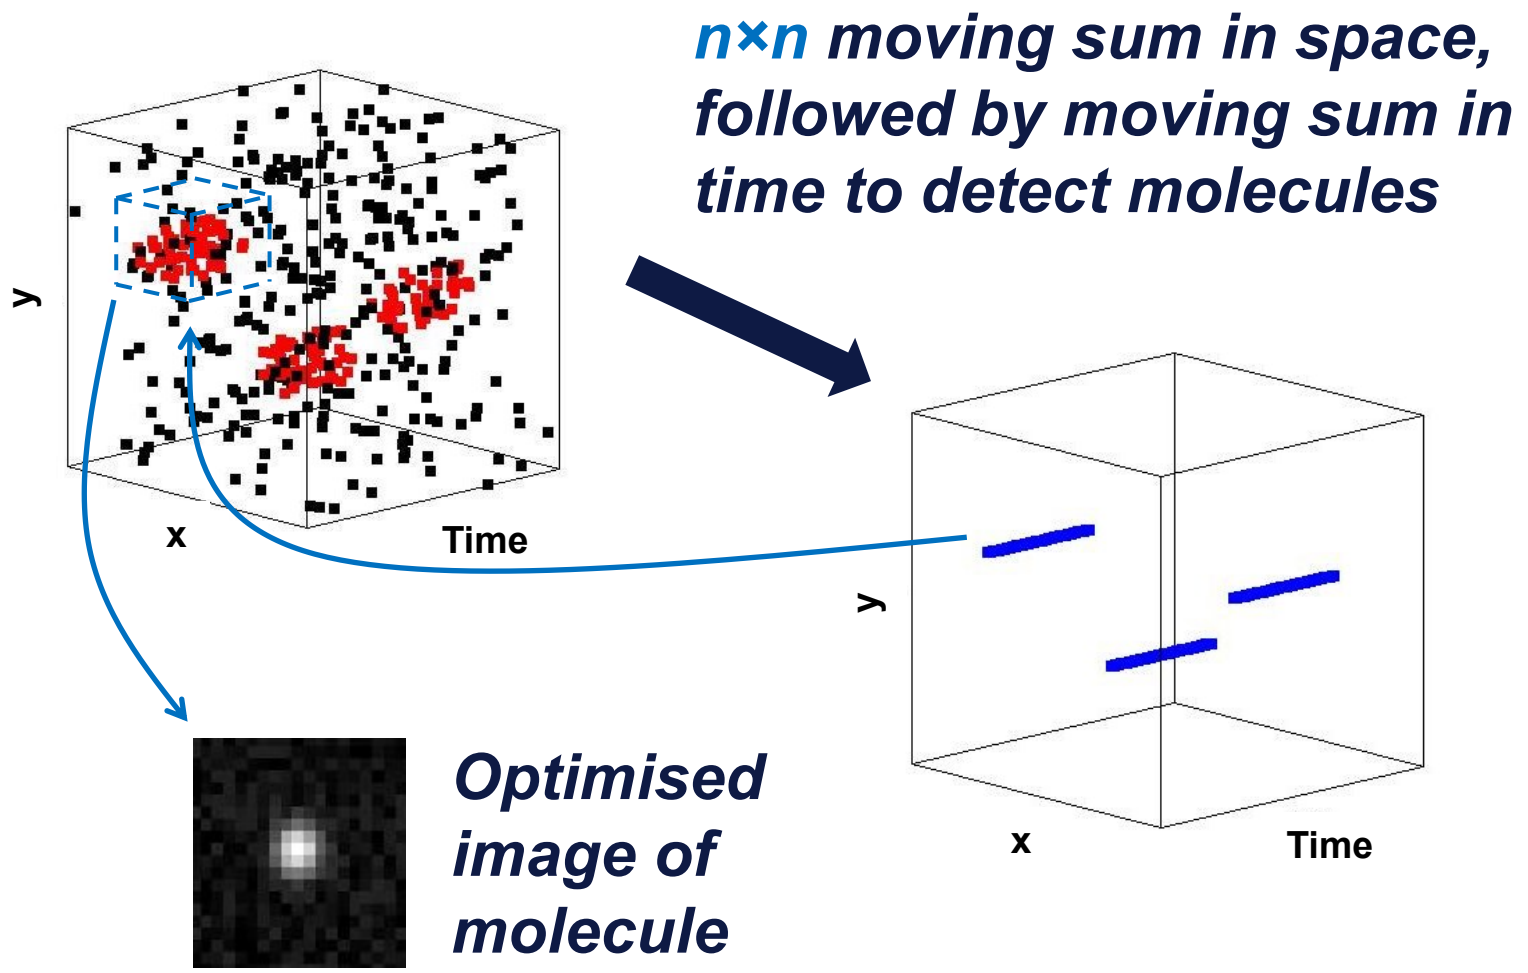 n×n moving sum in space,
followed by moving sum in
time to detect molecules
y
x
Time
y
x
Time
Optimised
image of
molecule